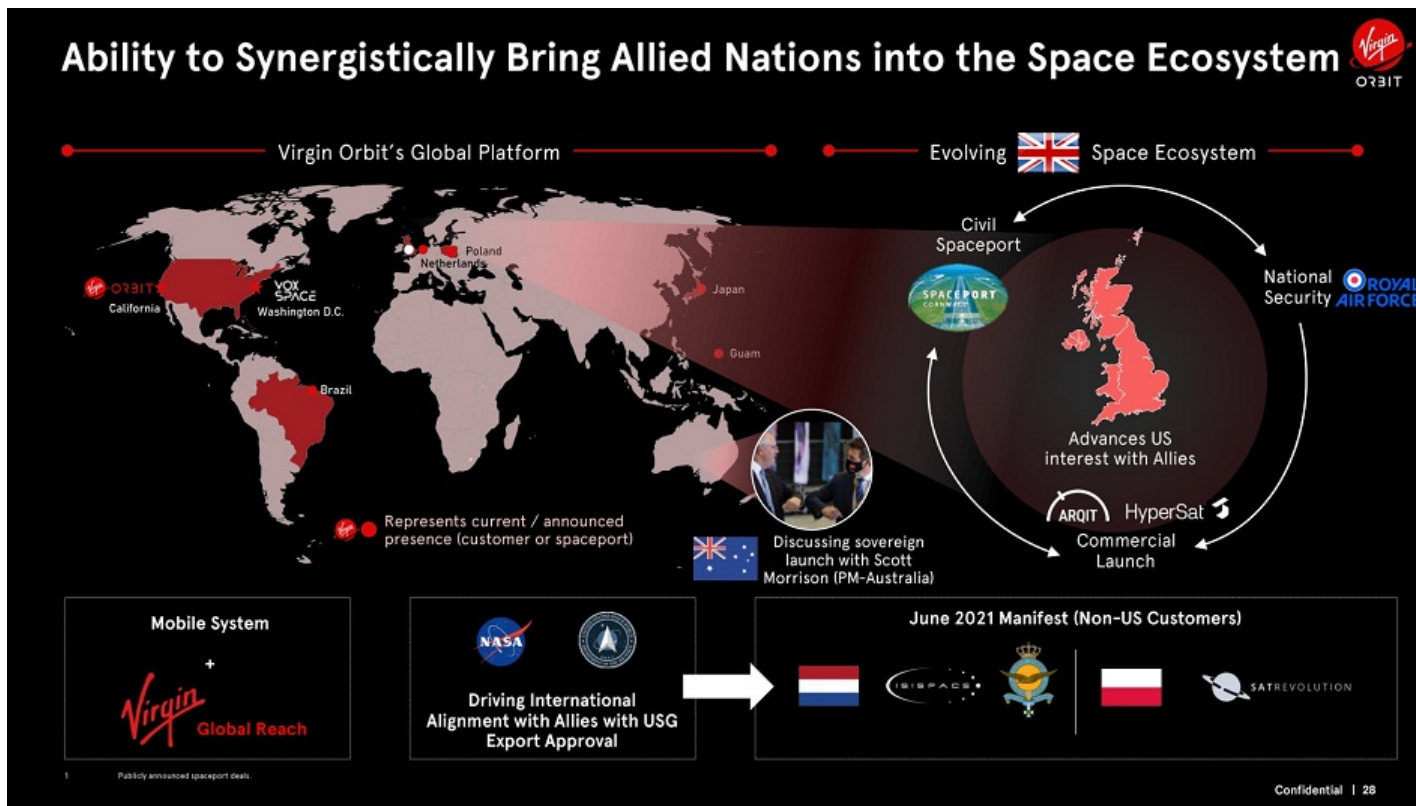 Ability to Synergistically Bring Allied Nations into the Space Ecosystem
Virgin
ORBIT
Virgin Orbit's Global Platform
Evolving
Space Ecosystem
Civil
Spaceport
SPACEPORT
CORNWALL
National
Security
ROYAL
AIR FORCE
Poland
Netherlands
ORBIT
California
VOX
SPACE
Washington D.C.
Japan
Guam
Brazil
Advances US
interest with Allies
ARQIT
HyperSat
Commercial
Launch
Represents current / announced
presence (customer or spaceport)
Discussing sovereign
launch with Scott
Morrison (PM-Australia)
Mobile System
+
Virgin
Global Reach
NASA
Driving International
Alignment with Allies with USG
Export Approval
June 2021 Manifest (Non-US Customers)
ISISPACE
SATREVOLUTION
1 Publicly announced spaceport deals.
Confidential | 28